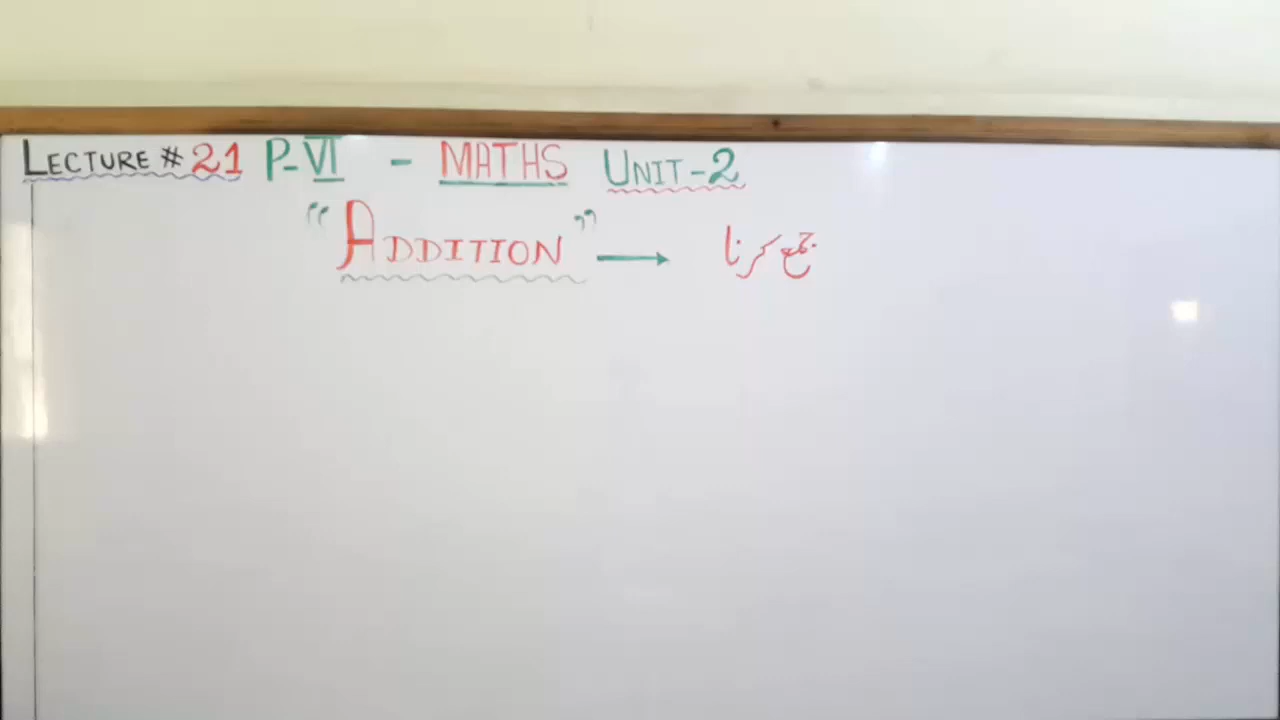 LECTURE # 21 P-VI - MATHS UNIT-2
"ADDITION" → جمع کرنا